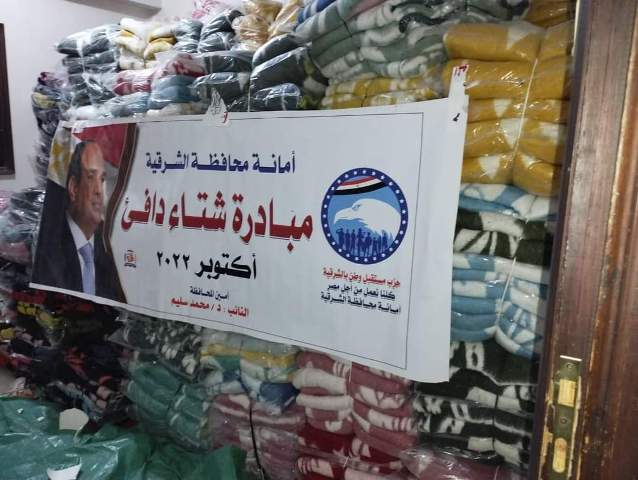 أمانة محافظة الشرقية
مبادرة شتاء دافئ
أكتوبر ٢٠٢٢
أمين المحافظة
النائب : د/ محمد سليم
حزب مستقبل وطن بالشرقية
كلنا نعمل من أجل مصر
أمانة محافظة الشرقية